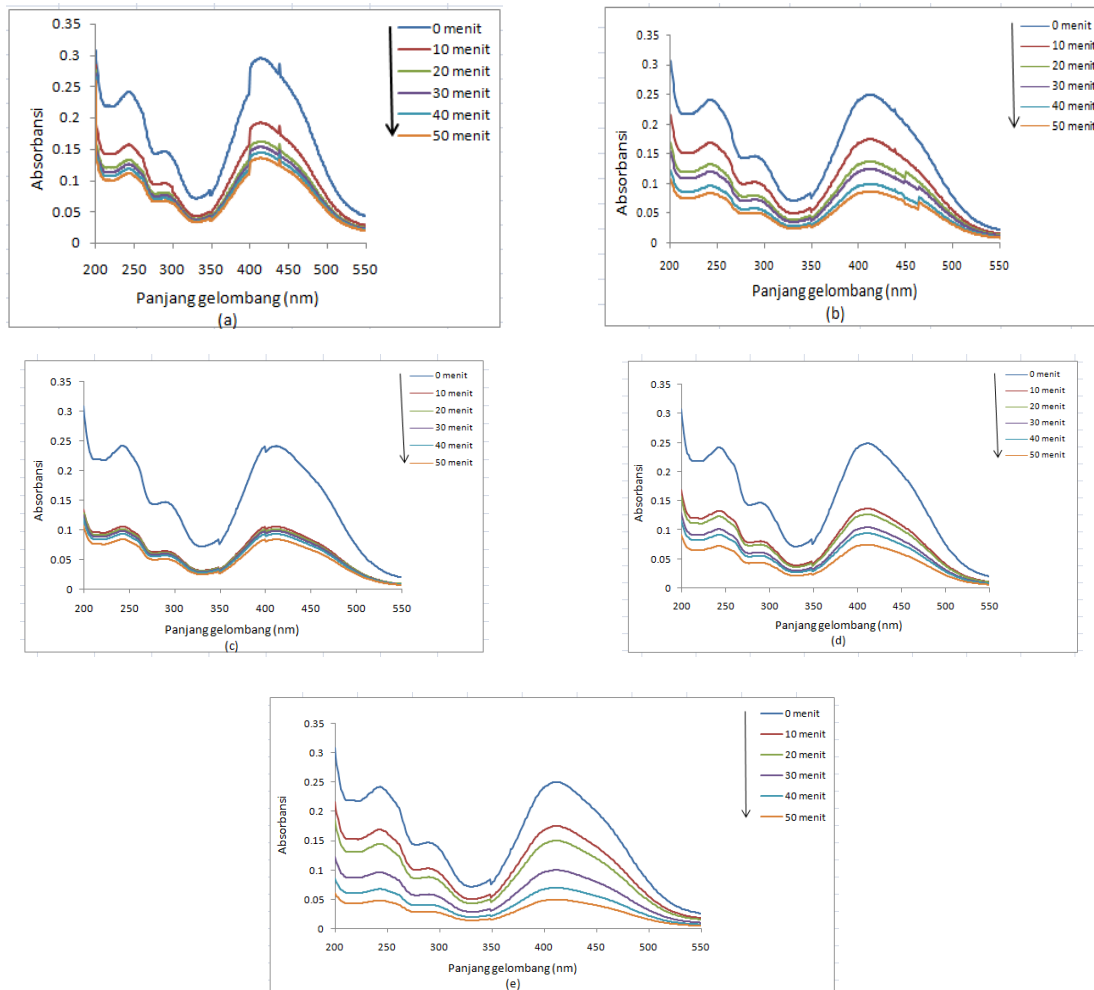 0.35
0.3
0.25
0.2
0.15
0.1
0.05
0
Absorbansi
200 250 300 350 400 450 500 550
Panjang gelombang (nm)
(a)
0 menit
10 menit
20 menit
30 menit
40 menit
50 menit
0.35
0.3
0.25
0.2
0.15
0.1
0.05
0
Absorbansi
200 250 300 350 400 450 500 550
Panjang gelombang (nm)
(b)
0 menit
10 menit
20 menit
30 menit
40 menit
50 menit
0.35
0.3
0.25
0.2
0.15
0.1
0.05
0
Absorbansi
200 250 300 350 400 450 500 550
Panjang gelombang (nm)
(c)
0 menit
10 menit
20 menit
30 menit
40 menit
50 menit
0.35
0.3
0.25
0.2
0.15
0.1
0.05
0
Absorbansi
200 250 300 350 400 450 500 550
Panjang gelombang (nm)
(d)
0 menit
10 menit
20 menit
30 menit
40 menit
50 menit
0.35
0.3
0.25
0.2
0.15
0.1
0.05
0
Absorbansi
200 250 300 350 400 450 500 550
Panjang gelombang (nm)
(e)
0 menit
10 menit
20 menit
30 menit
40 menit
50 menit